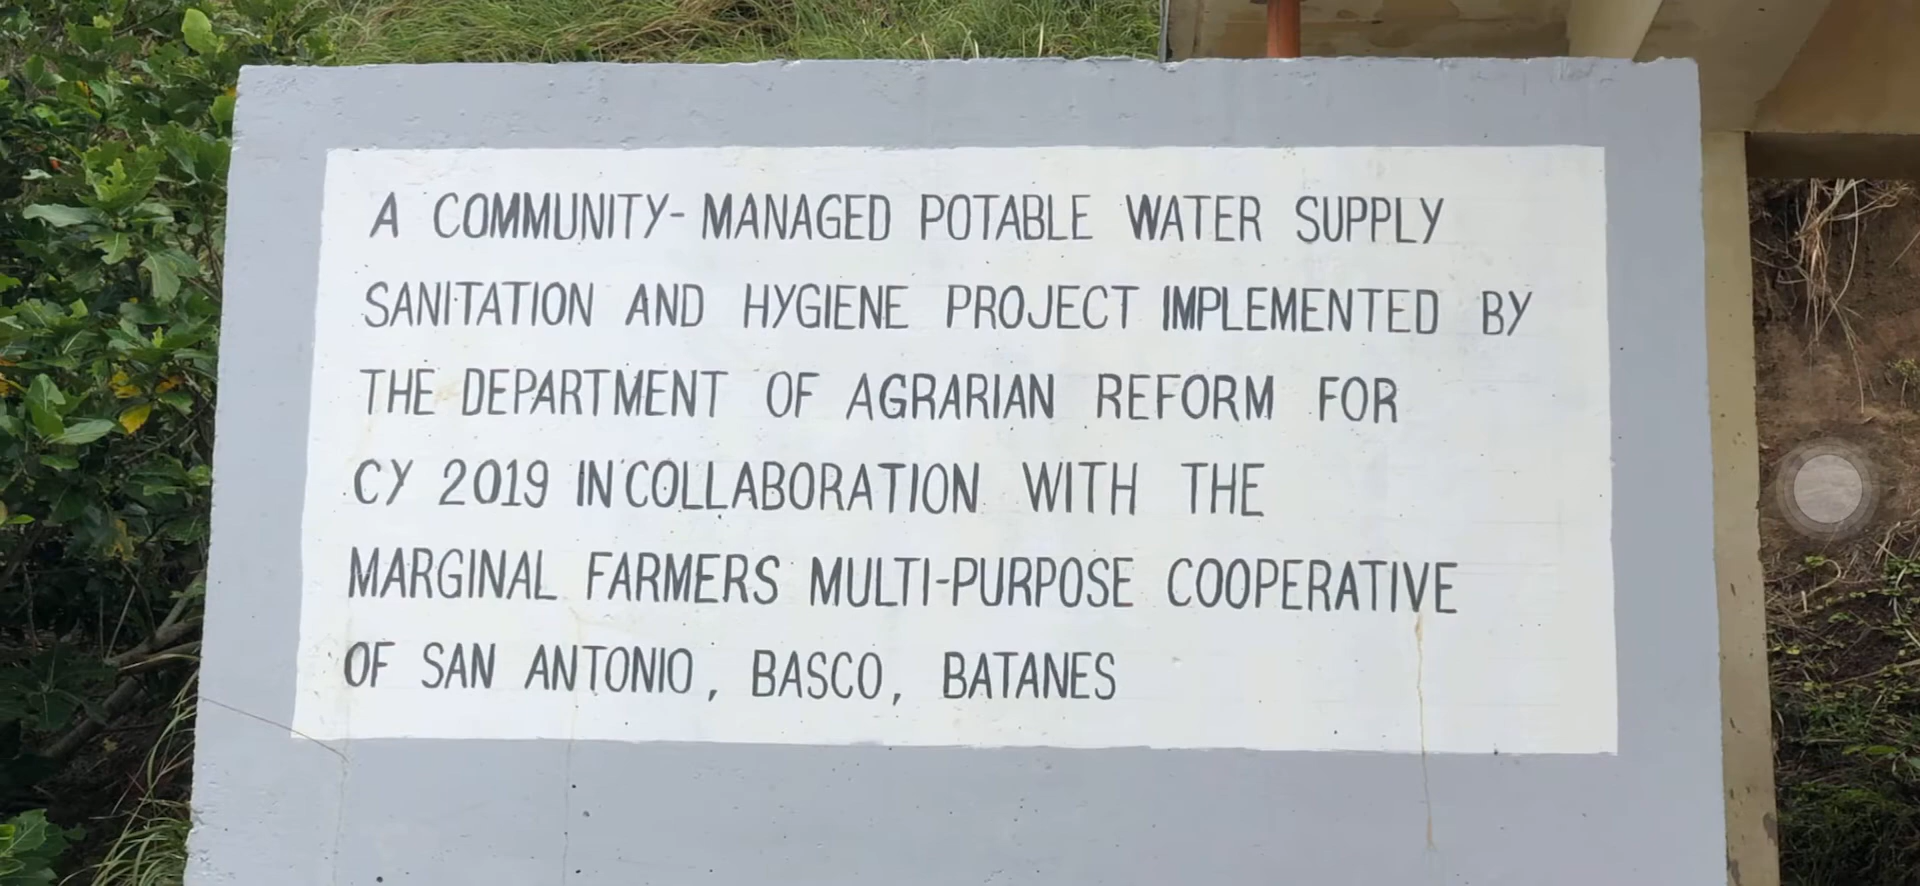 A COMMUNITY-MANAGED POTABLE WATER SUPPLY
SANITATION AND HYGIENE PROJECT IMPLEMENTED BY
THE DEPARTMENT OF AGRARIAN REFORM FOR
CY 2019 IN COLLABORATION WITH THE
MARGINAL FARMERS MULTI-PURPOSE COOPERATIVE
OF SAN ANTONIO, BASCO, BATANES